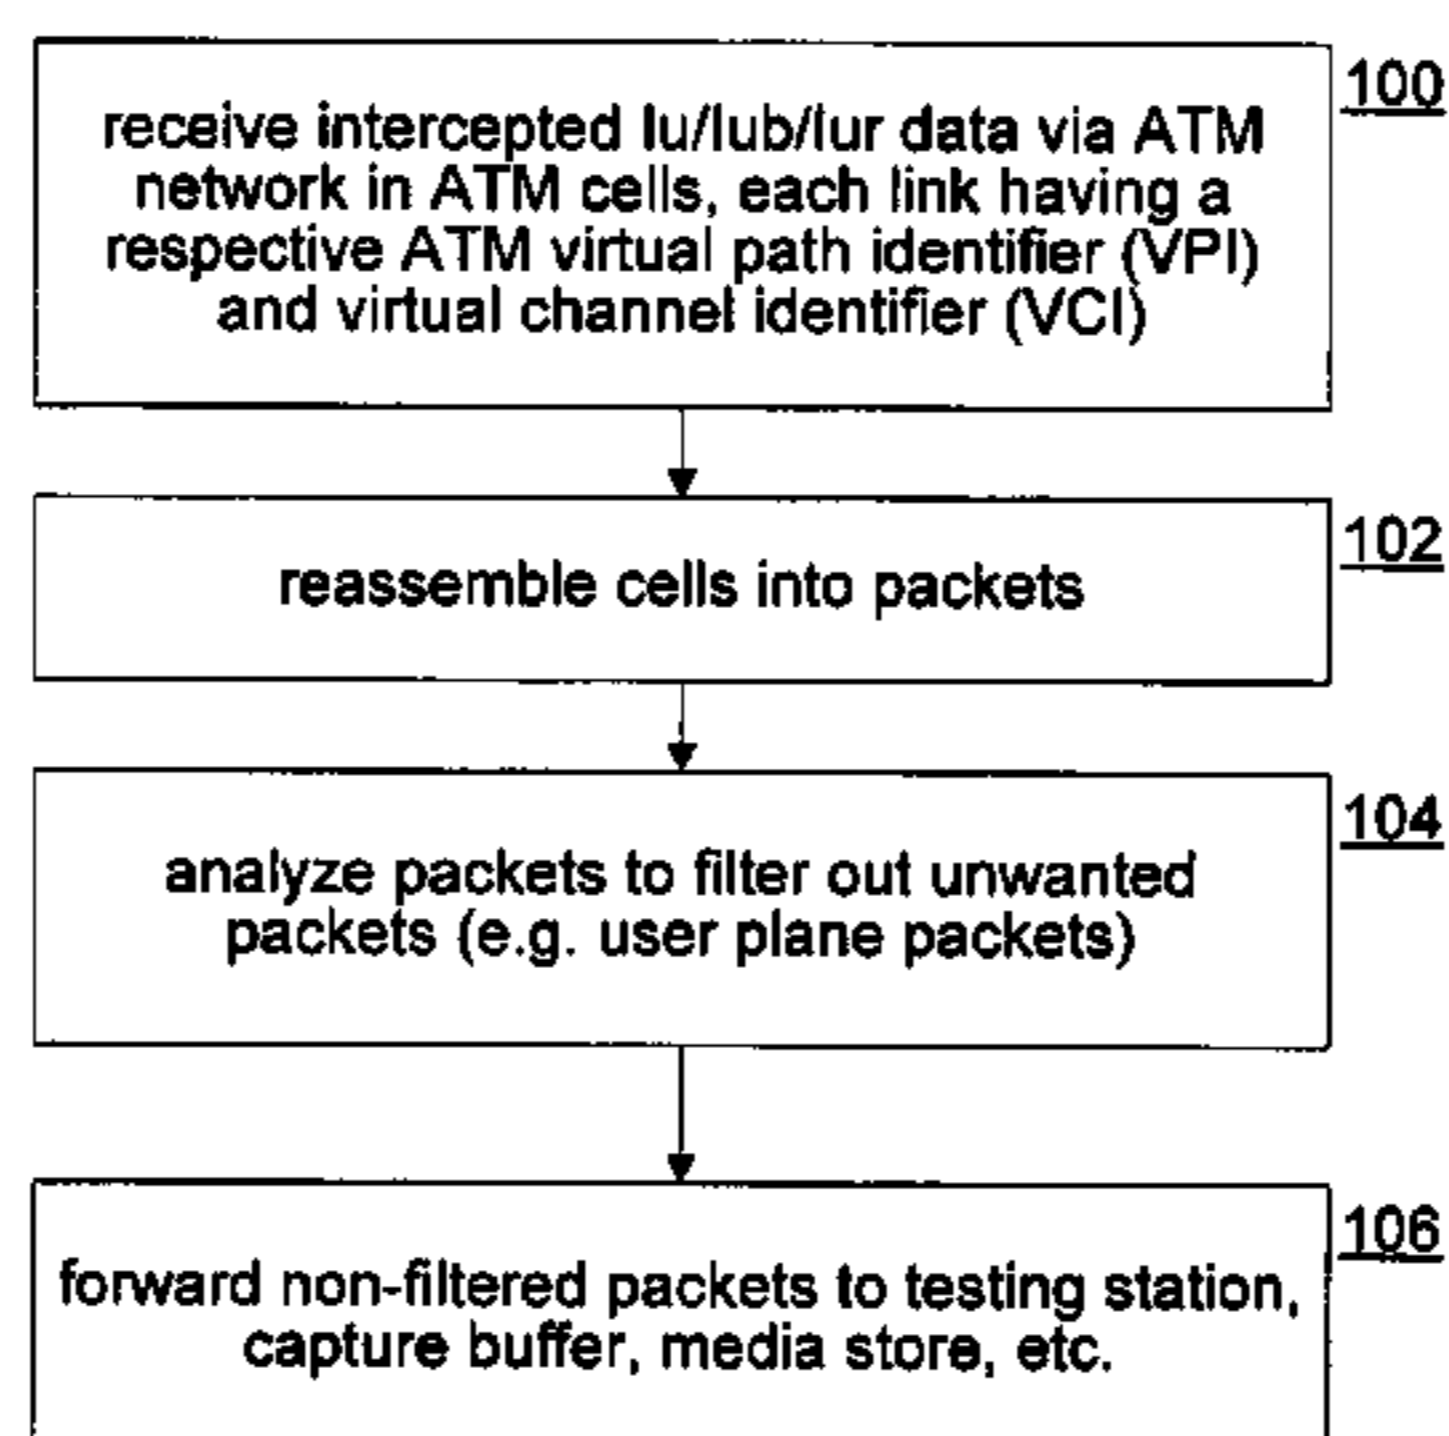 receive intercepted Iu/Iub/Iur data via ATM
network in ATM cells, each link having a
respective ATM virtual path identifier (VPI)
and virtual channel identifier (VCI)
100
reassemble cells into packets
102
analyze packets to filter out unwanted
packets (e.g. user plane packets)
104
forward non-filtered packets to testing station,
capture buffer, media store, etc.
106